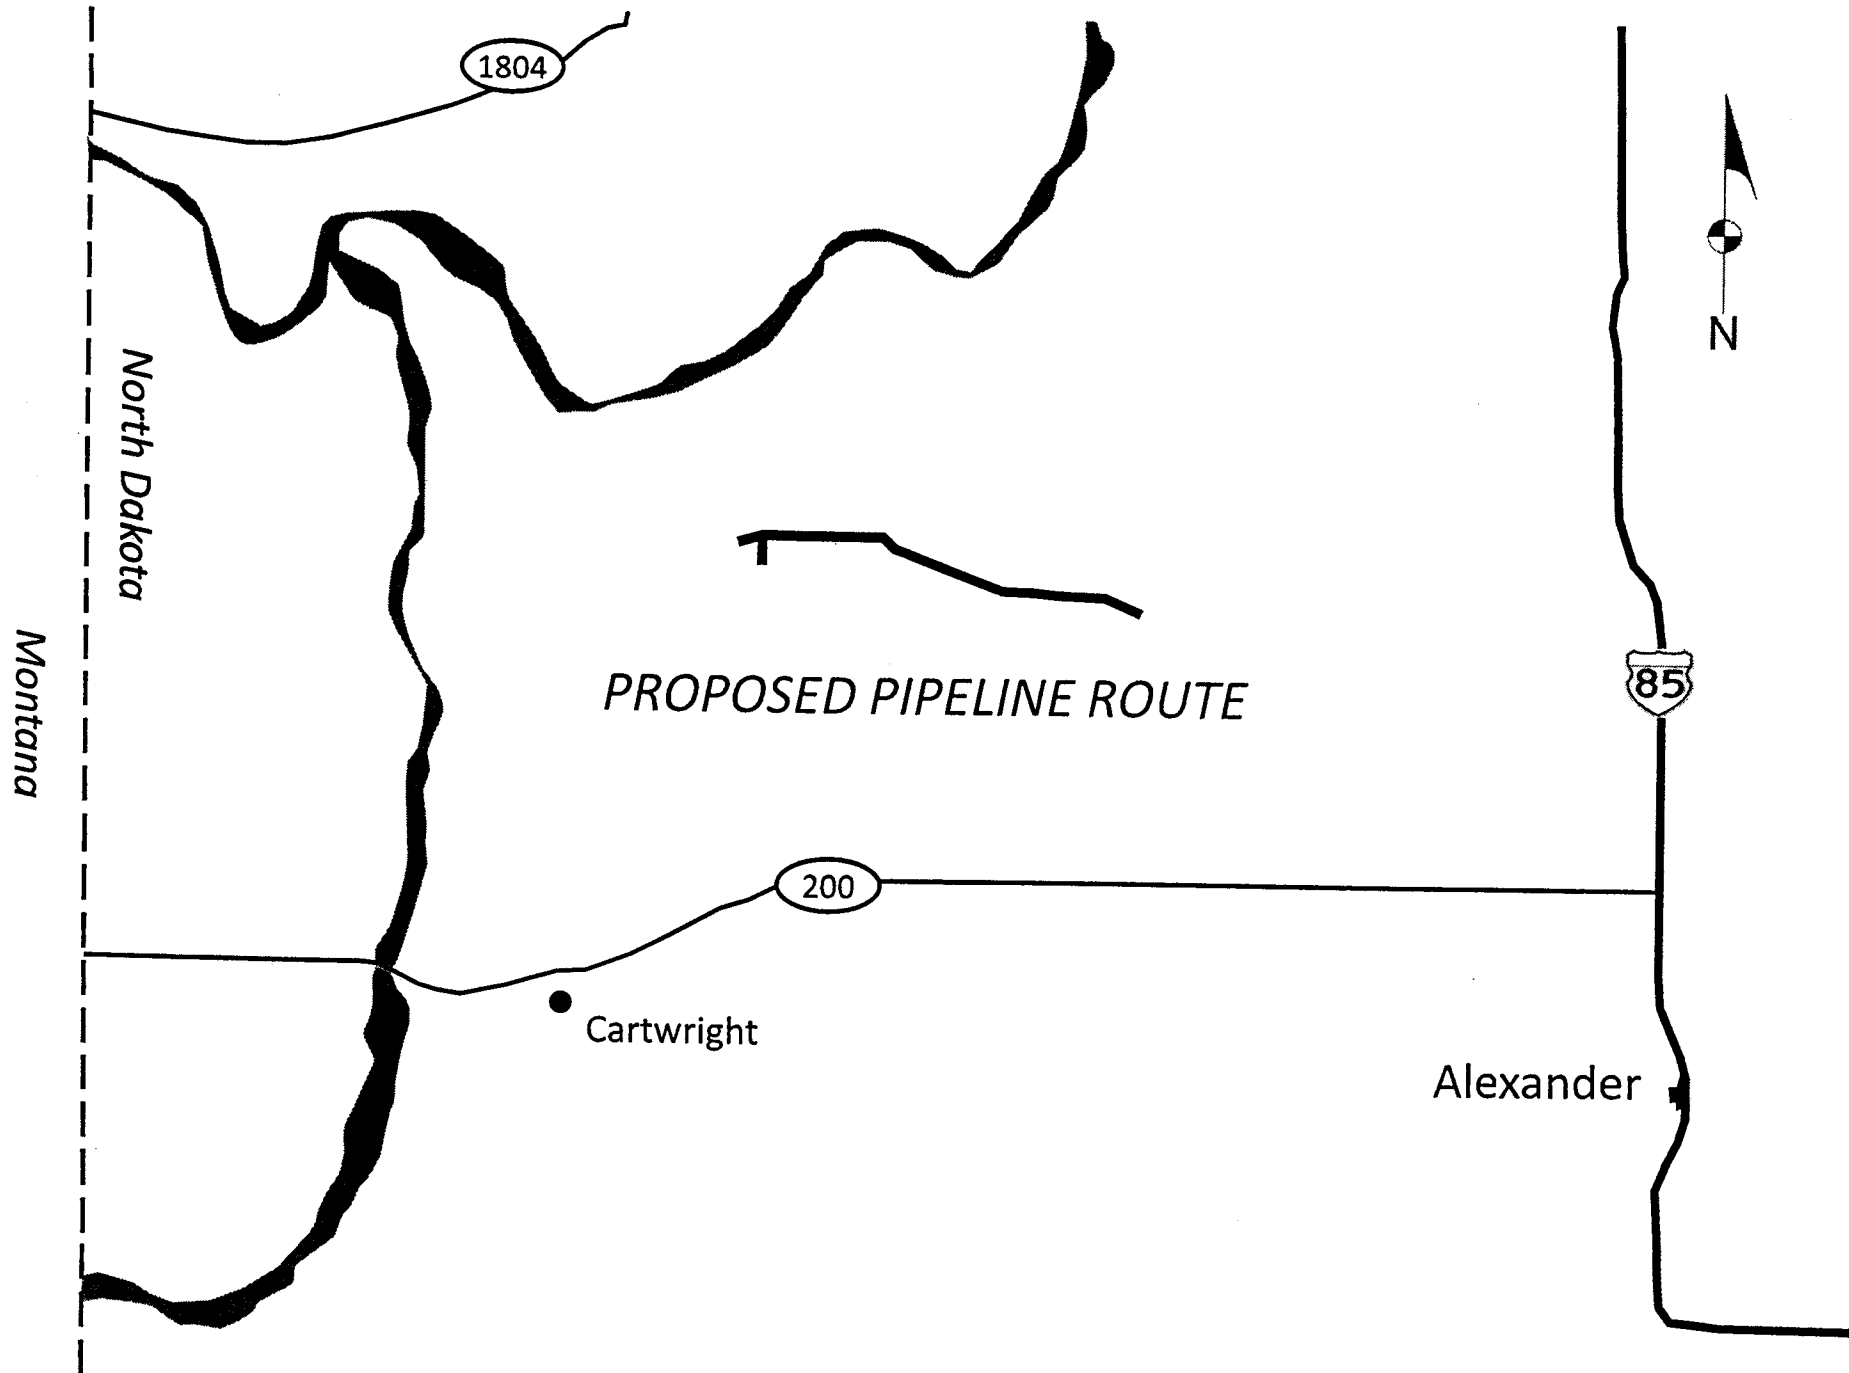 1804
N
North Dakota
Montana
PROPOSED PIPELINE ROUTE
85
200
Cartwright
Alexander